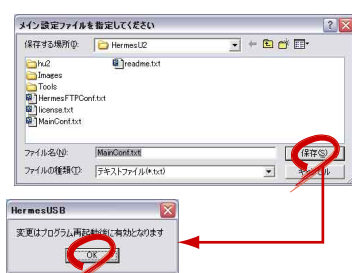 メイン設定ファイルを指定してください
保存する場所(I):
HermesU2
hu2
readme.txt
Images
Tools
HermesFTPConf.txt
license.txt
MainConf.txt
ファイル名(N):
MainConf.txt
保存(S)
ファイルの種類(T):
テキストファイル(*.txt)
キャンセル
HermesUSB
変更はプログラム再起動後に有効となります
OK